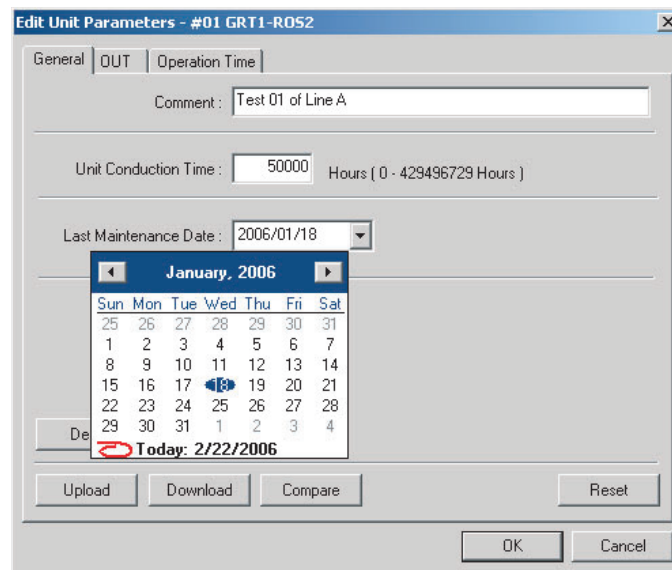 Edit Unit Parameters - #01 GRT1-ROS2
General OUT Operation Time
Comment : Test 01 of Line A
Unit Conduction Time : 50000 Hours ( 0 - 429496729 Hours )
Last Maintenance Date : 2006/01/18
January, 2006
Sun Mon Tue Wed Thu Fri Sat
25 26 27 28 29 30 31
1 2 3 4 5 6 7
8 9 10 11 12 13 14
15 16 17 18 19 20 21
22 23 24 25 26 27 28
29 30 31 1 2 3 4
De
Today: 2/22/2006
Upload Download Compare Reset
OK Cancel